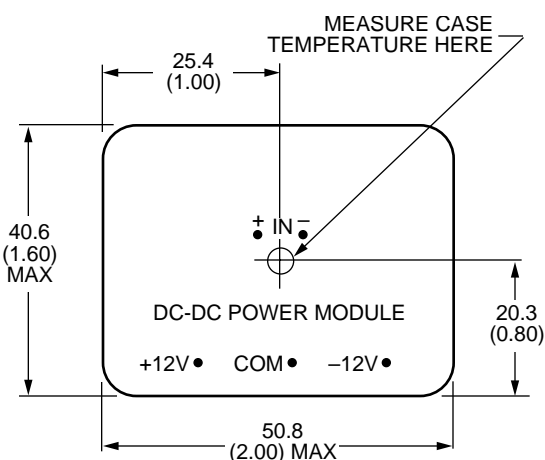 MEASURE CASE
TEMPERATURE HERE
25.4
(1.00)
40.6
(1.60)
MAX
+ IN –
DC-DC POWER MODULE
20.3
(0.80)
+12V COM –12V
50.8
(2.00) MAX